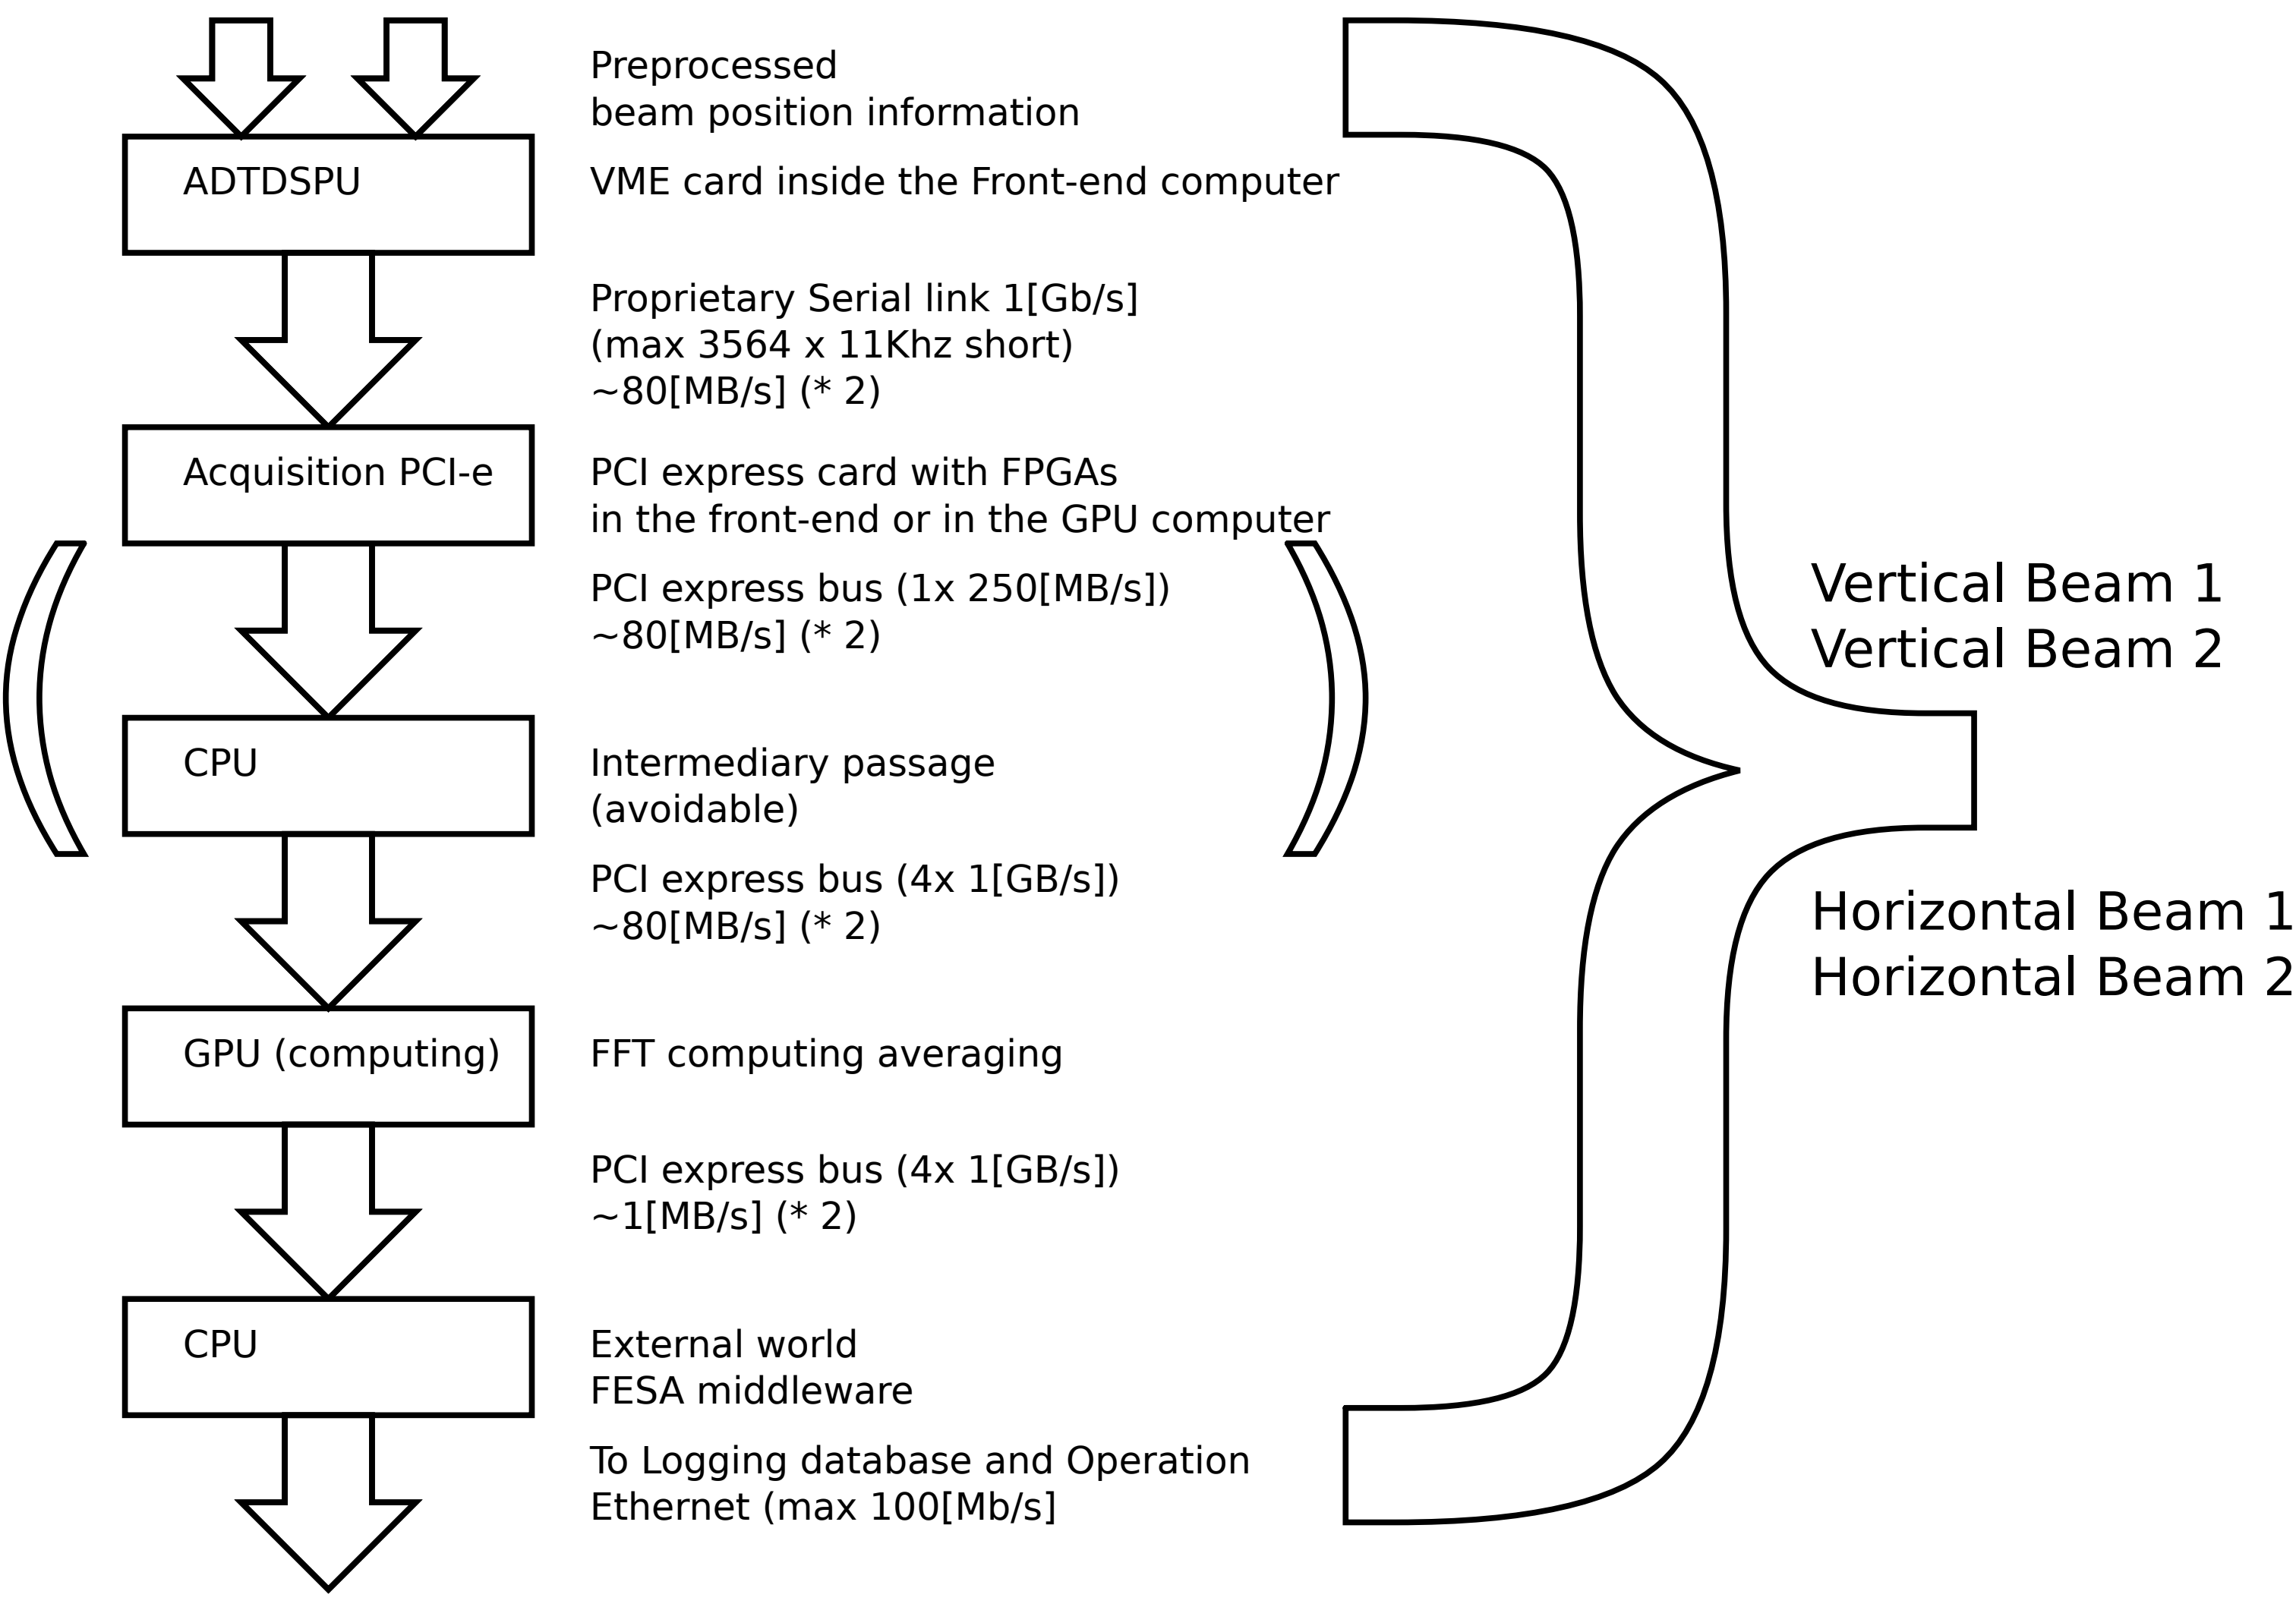 Preprocessed
beam position information
ADTDSPU
VME card inside the Front-end computer
Proprietary Serial link 1[Gb/s]
(max 3564 x 11Khz short)
~80[MB/s] (* 2)
Acquisition PCI-e
PCI express card with FPGAs
in the front-end or in the GPU computer
PCI express bus (1x 250[MB/s])
~80[MB/s] (* 2)
CPU
Intermediary passage
(avoidable)
PCI express bus (4x 1[GB/s])
~80[MB/s] (* 2)
GPU (computing)
FFT computing averaging
PCI express bus (4x 1[GB/s])
~1[MB/s] (* 2)
CPU
External world
FESA middleware
To Logging database and Operation
Ethernet (max 100[Mb/s]
Vertical Beam 1
Vertical Beam 2
Horizontal Beam 1
Horizontal Beam 2